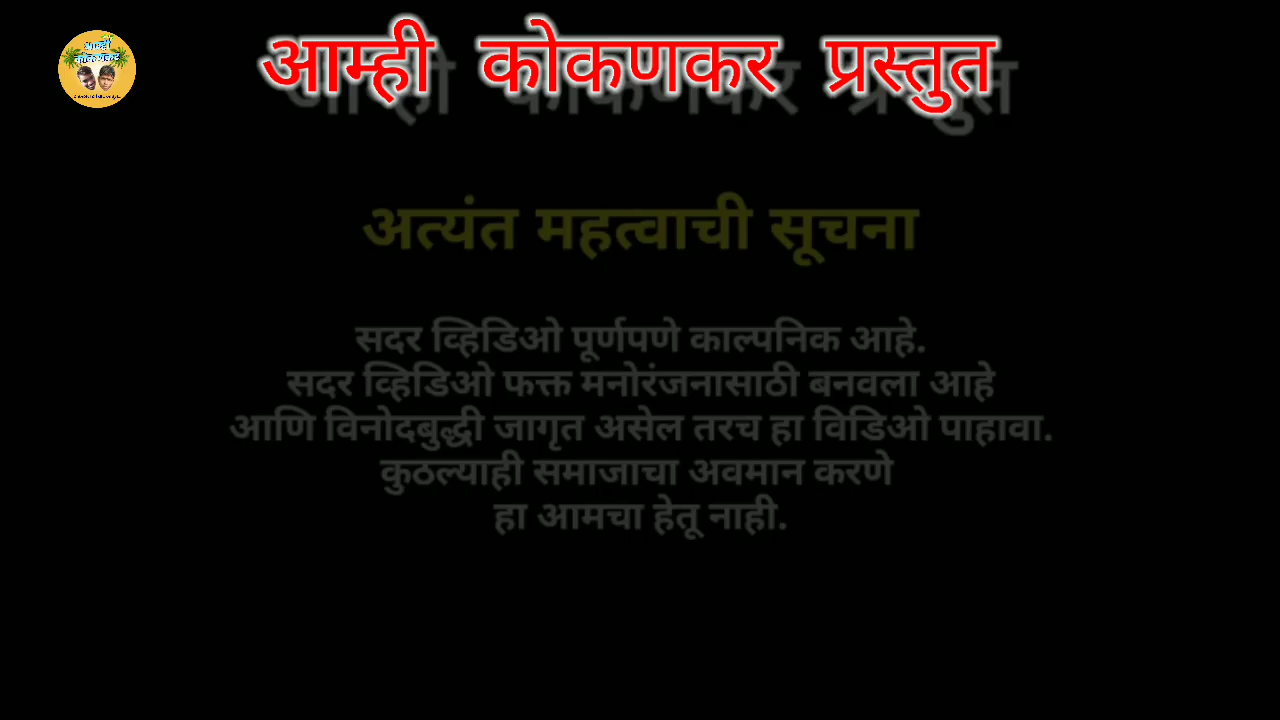 आम्ही कोकणकर प्रस्तुत
अत्यंत महत्वाची सूचना
सदर व्हिडिओ पूर्णपणे काल्पनिक आहे.
सदर व्हिडिओ फक्त मनोरंजनासाठी बनवला आहे
आणि विनोदबुद्धी जागृत असेल तरच हा विडिओ पाहावा.
कुठल्याही समाजाचा अवमान करणे
हा आमचा हेतू नाही.